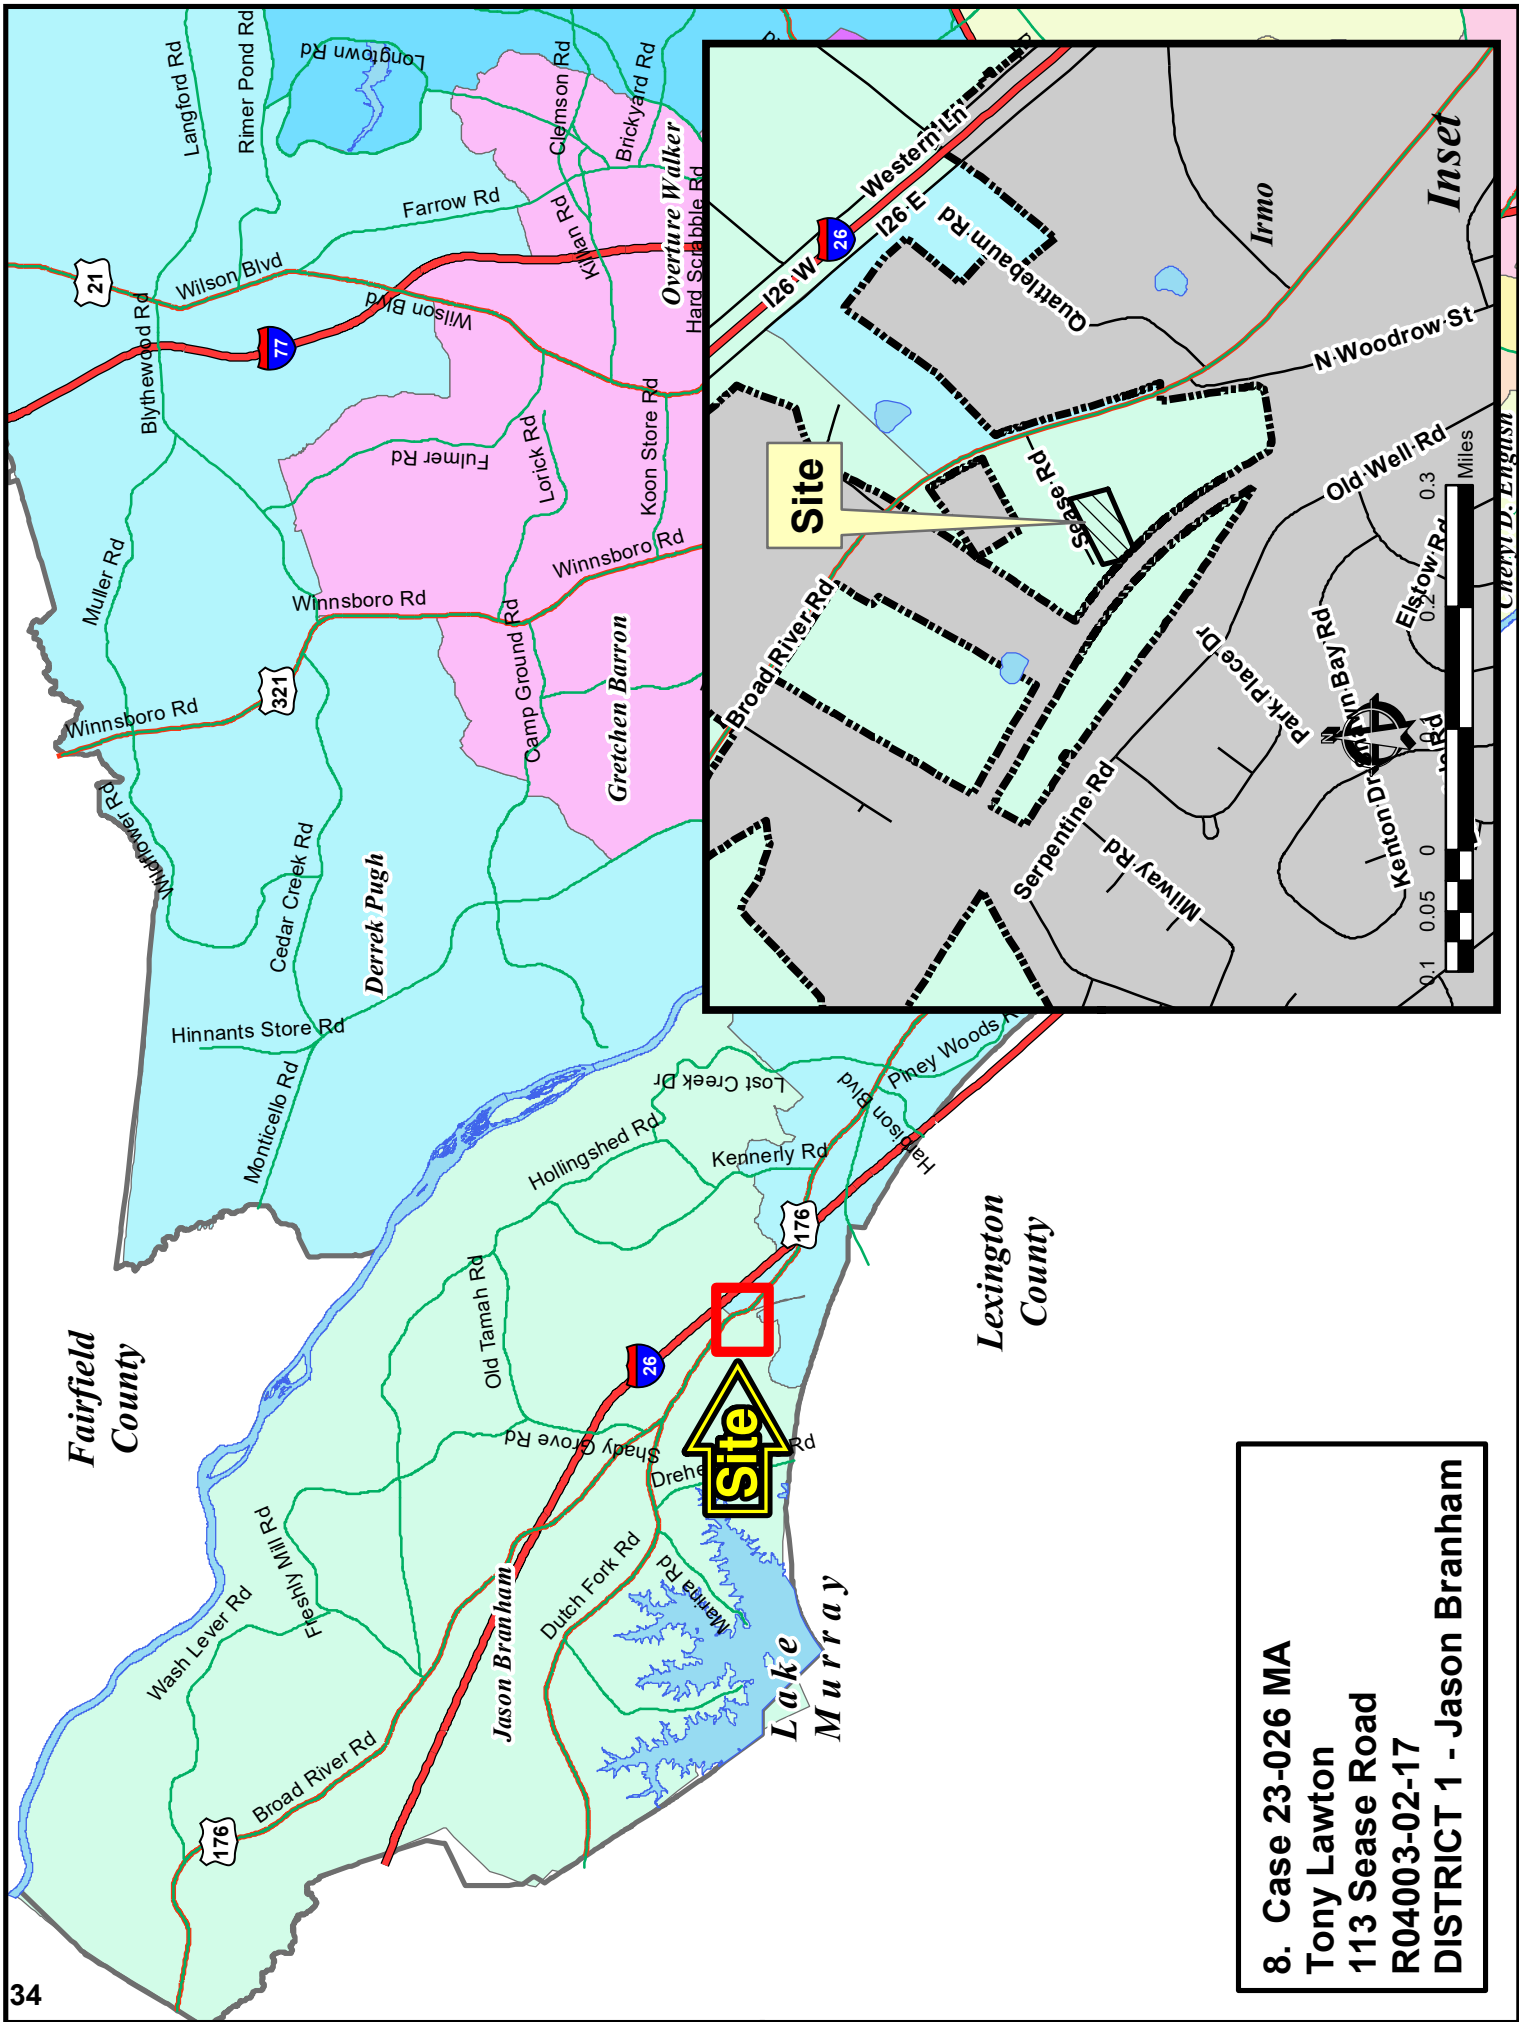 34
Fairfield
County
Lexington
County
Lake
Murray
Jason Branham
Derrek Pugh
Gretchen Barron
Overture Walker
Cheryl D. English
176
Broad River Rd
Wash Lever Rd
Freshly Mill Rd
Dutch Fork Rd
Marina Rd
Shady Grove Rd
Old Tamah Rd
26
Site
Rd
Hollingshed Rd
Lost Creek Dr
Kennerly Rd
176
Harbison Blvd
Piney Woods R
Monticello Rd
Hinnants Store Rd
Cedar Creek Rd
Wildflower Rd
Winnsboro Rd
321
Muller Rd
Winnsboro Rd
Camp Ground Rd
Winnsboro Rd
Blythewood Rd
Fulmer Rd
Lorick Rd
Koon Store Rd
77
21
Wilson Blvd
Wilson Blvd
Langford Rd
Rimer Pond Rd
Longtown Rd
Farrow Rd
Killian Rd
Clemson Rd
Brickyard Rd
Hard Scrabble Rd
Inset
Site
Irmo
Broad River Rd
Sease Rd
I26 W
26
I26 E
Western Ln
Quattlebaum Rd
N Woodrow St
Old Well Rd
Elstow Rd
Park Place Dr
Serpentine Rd
Milway Rd
N
0.1 0.05 0 0.2 0.3
Miles
8. Case 23-026 MA
Tony Lawton
113 Sease Road
R04003-02-17
DISTRICT 1 - Jason Branham